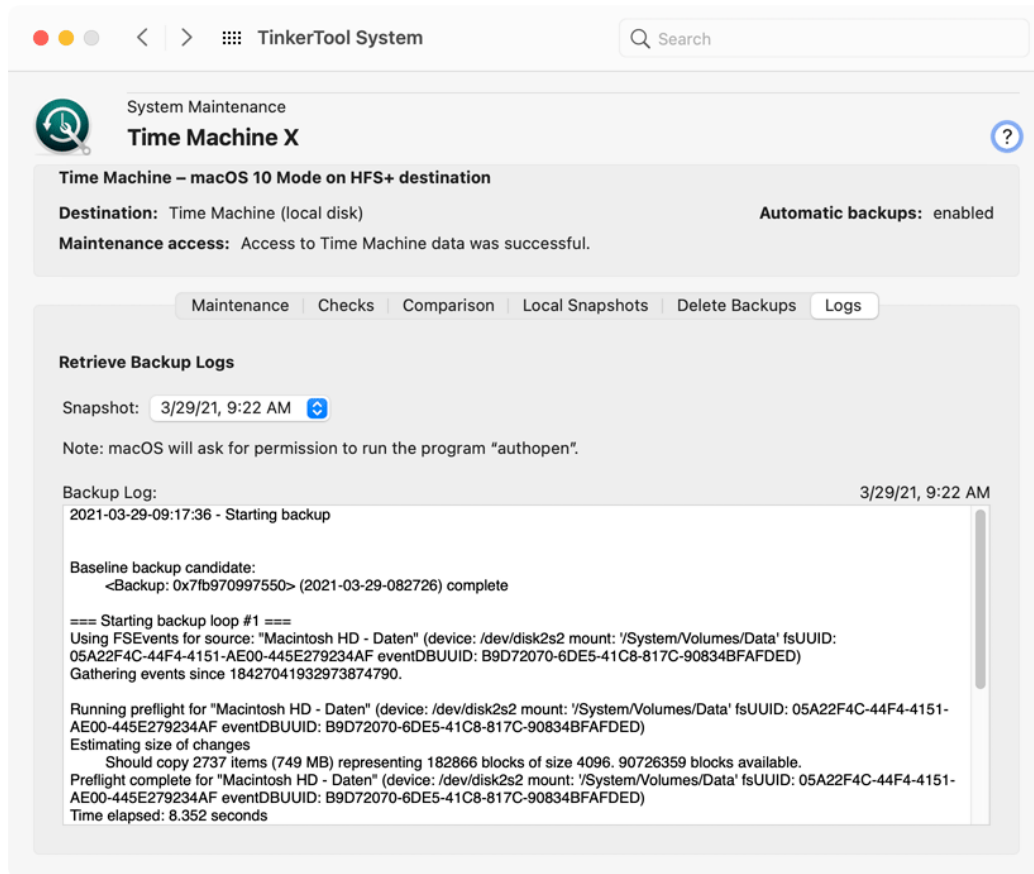 TinkerTool System
Search
System Maintenance
Time Machine X
?
Time Machine – macOS 10 Mode on HFS+ destination
Destination: Time Machine (local disk) Automatic backups: enabled
Maintenance access: Access to Time Machine data was successful.
Maintenance Checks Comparison Local Snapshots Delete Backups Logs
Retrieve Backup Logs
Snapshot: 3/29/21, 9:22 AM
Note: macOS will ask for permission to run the program “authopen”.
Backup Log: 3/29/21, 9:22 AM
2021-03-29-09:17:36 - Starting backup
Baseline backup candidate:
<Backup: 0x7fb970997550> (2021-03-29-082726) complete
=== Starting backup loop #1 ===
Using FSEvents for source: "Macintosh HD - Daten" (device: /dev/disk2s2 mount: '/System/Volumes/Data' fsUUID:
05A22F4C-44F4-4151-AE00-445E279234AF eventDBUUID: B9D72070-6DE5-41C8-817C-90834BFAFDED)
Gathering events since 18427041932973874790.
Running preflight for "Macintosh HD - Daten" (device: /dev/disk2s2 mount: '/System/Volumes/Data' fsUUID: 05A22F4C-44F4-4151-
AE00-445E279234AF eventDBUUID: B9D72070-6DE5-41C8-817C-90834BFAFDED)
Estimating size of changes
Should copy 2737 items (749 MB) representing 182866 blocks of size 4096. 90726359 blocks available.
Preflight complete for "Macintosh HD - Daten" (device: /dev/disk2s2 mount: '/System/Volumes/Data' fsUUID: 05A22F4C-44F4-4151-
AE00-445E279234AF eventDBUUID: B9D72070-6DE5-41C8-817C-90834BFAFDED)
Time elapsed: 8.352 seconds